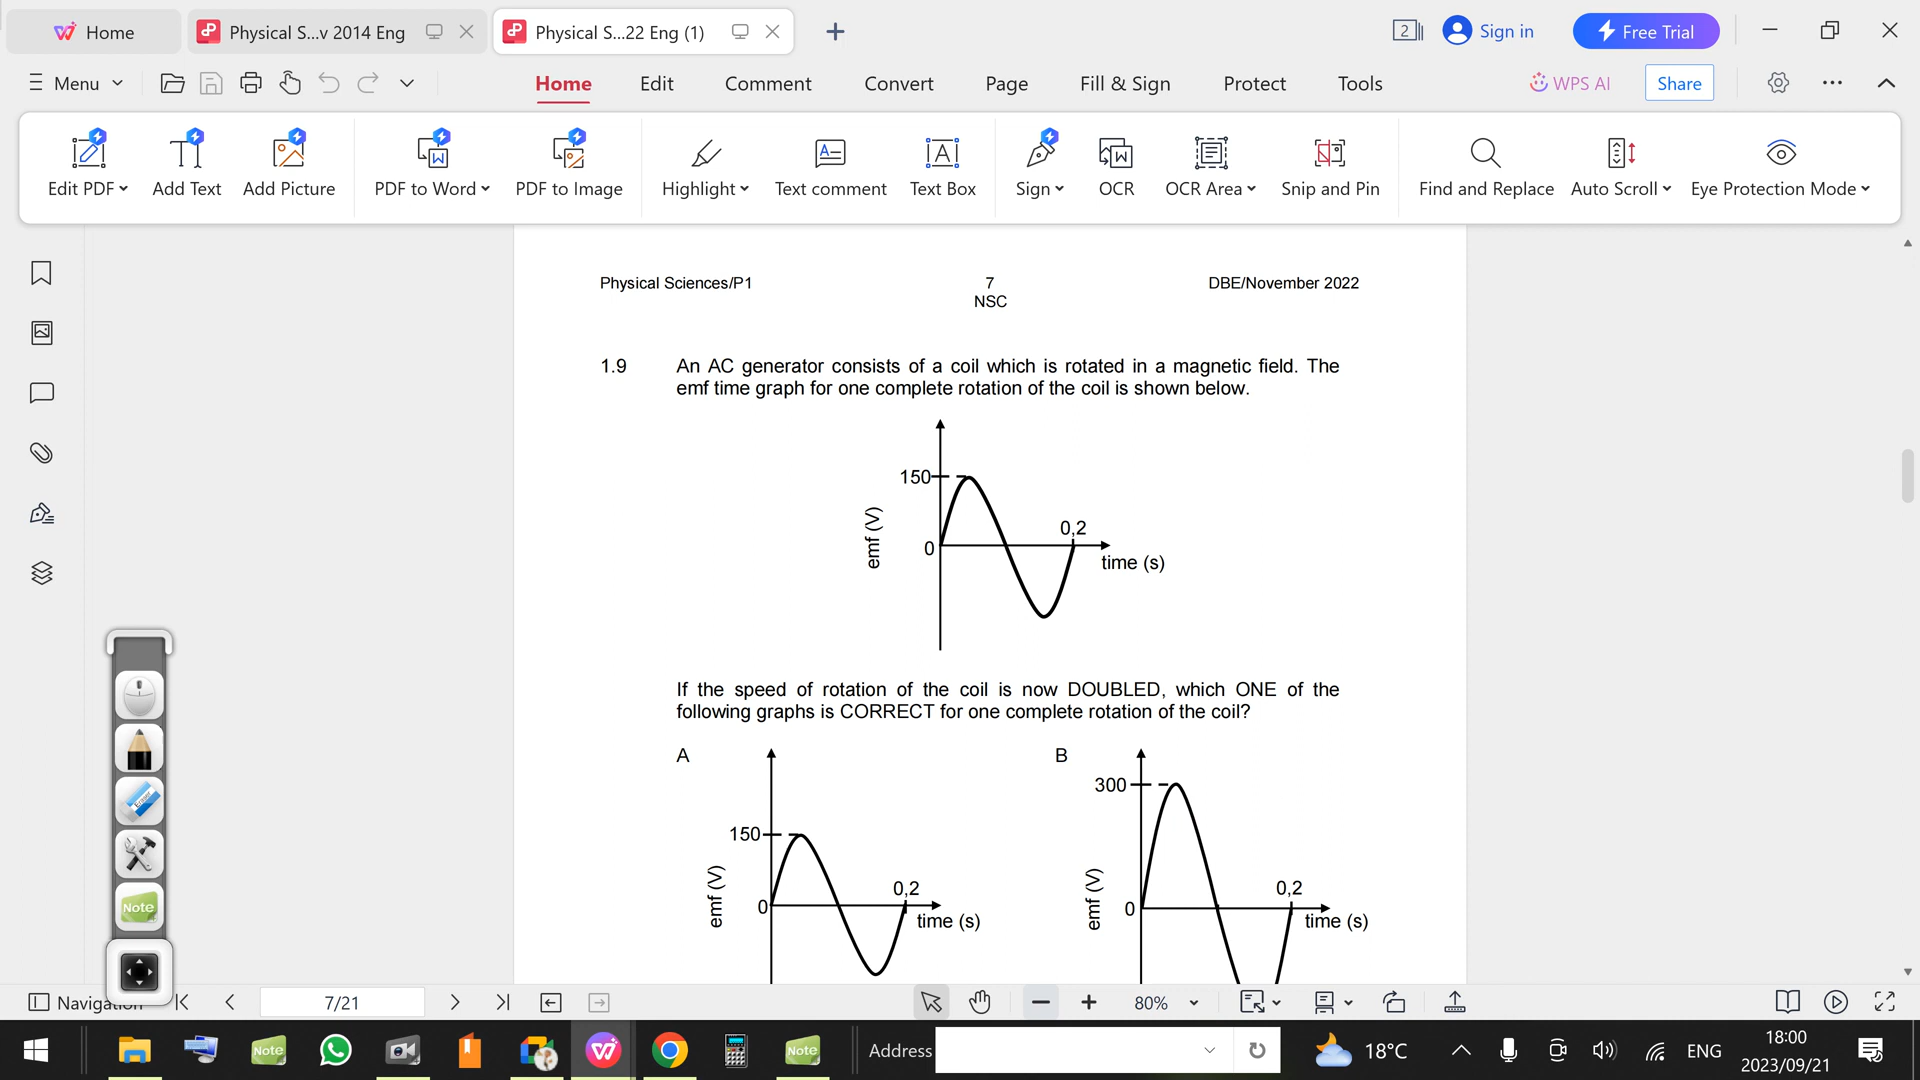 Home
Physical S...v 2014 Eng
Physical S...22 Eng (1)
2
Sign in
Free Trial
Menu
Home
Edit
Comment
Convert
Page
Fill & Sign
Protect
Tools
WPS AI
Share
Edit PDF
Add Text
Add Picture
PDF to Word
PDF to Image
Highlight
Text comment
Text Box
Sign
OCR
OCR Area
Snip and Pin
Find and Replace
Auto Scroll
Eye Protection Mode
Physical Sciences/P1
7
DBE/November 2022
NSC
1.9
An AC generator consists of a coil which is rotated in a magnetic field. The
emf time graph for one complete rotation of the coil is shown below.
150
emf (V)
0
0,2
time (s)
If the speed of rotation of the coil is now DOUBLED, which ONE of the
following graphs is CORRECT for one complete rotation of the coil?
A
150
emf (V)
0
0,2
time (s)
B
300
emf (V)
0
0,2
time (s)
Eraser
Note
Navigation
7/21
80%
Note
Note
Address
18°C
ENG
18:00
2023/09/21